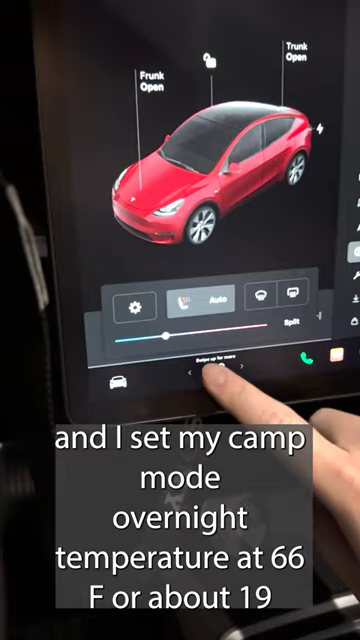 Trunk
Open
Frunk
Open
Auto
Split
Swipe up for more
and I set my camp
mode
overnight
temperature at 66
F or about 19